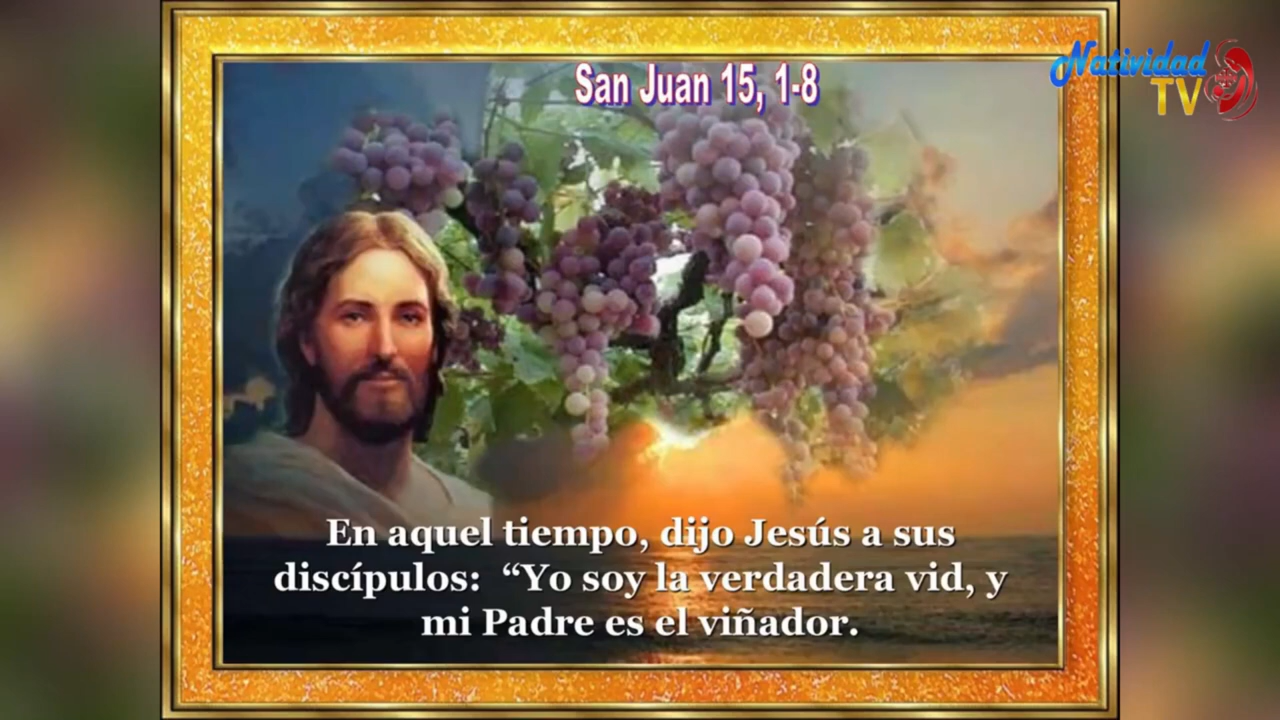 San Juan 15, 1-8
Natividad
TV
En aquel tiempo, dijo Jesús a sus
discípulos:  “Yo soy la verdadera vid, y
mi Padre es el viñador.